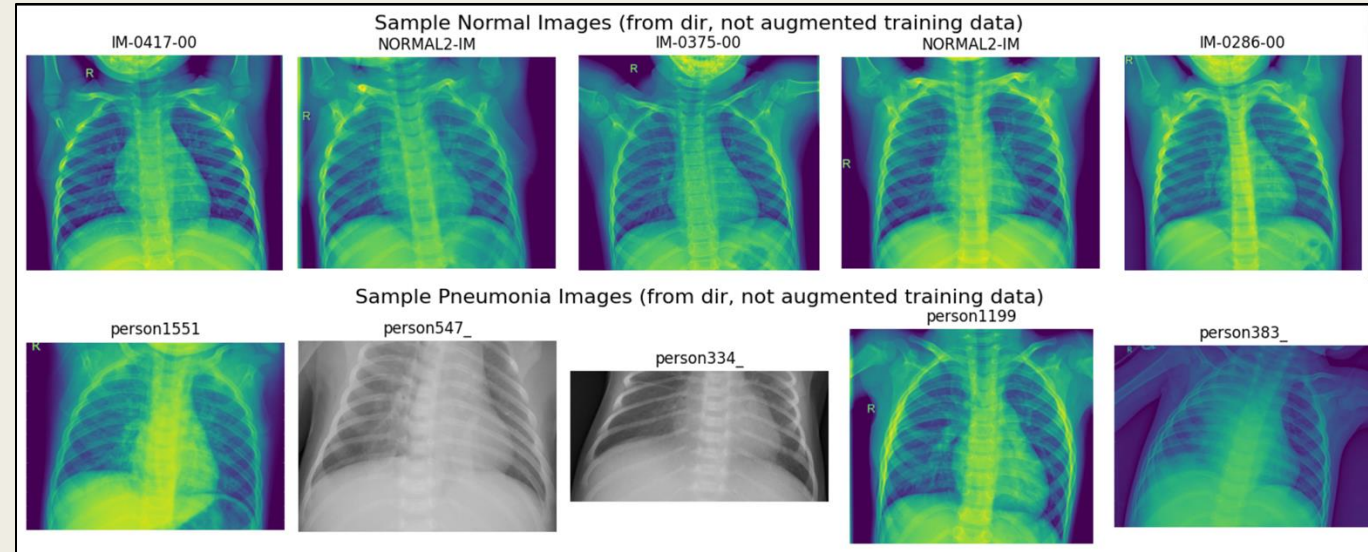 Sample Normal Images (from dir, not augmented training data)
IM-0417-00 NORMAL2-IM IM-0375-00 NORMAL2-IM IM-0286-00
R R R R R
Sample Pneumonia Images (from dir, not augmented training data)
person1551 person547_ person334_ person1199 person383_
R R